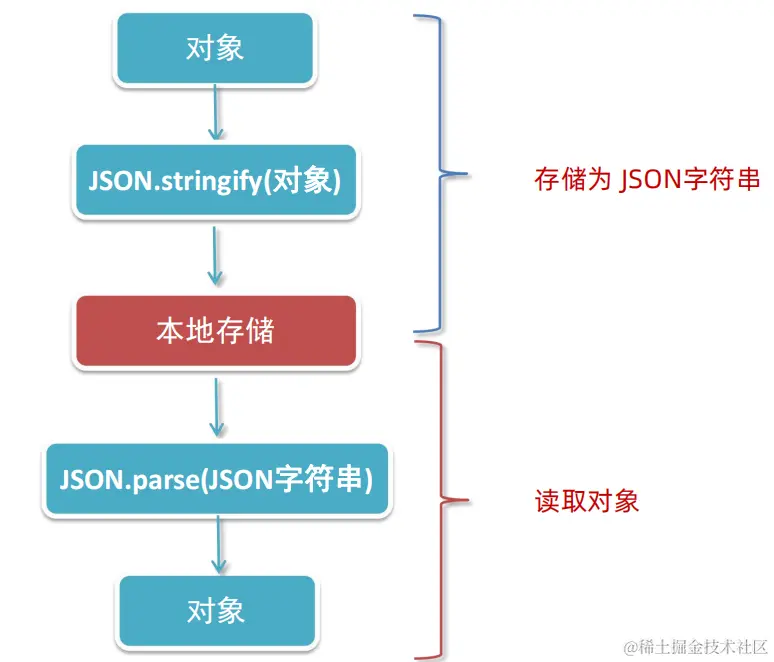 对象
JSON.stringify(对象)
存储为 JSON字符串
本地存储
JSON.parse(JSON字符串)
读取对象
对象
@稀土掘金技术社区